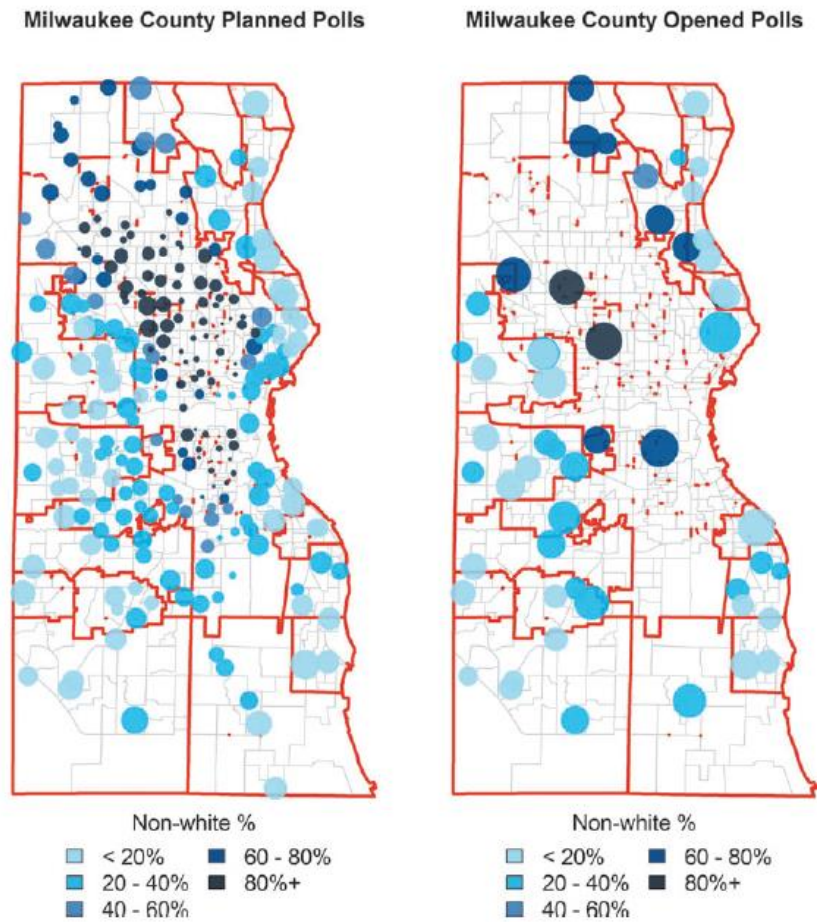 Milwaukee County Planned Polls
Milwaukee County Opened Polls
Non-white %
< 20%
60 - 80%
20 - 40%
80%+
40 - 60%
Non-white %
< 20%
60 - 80%
20 - 40%
80%+
40 - 60%